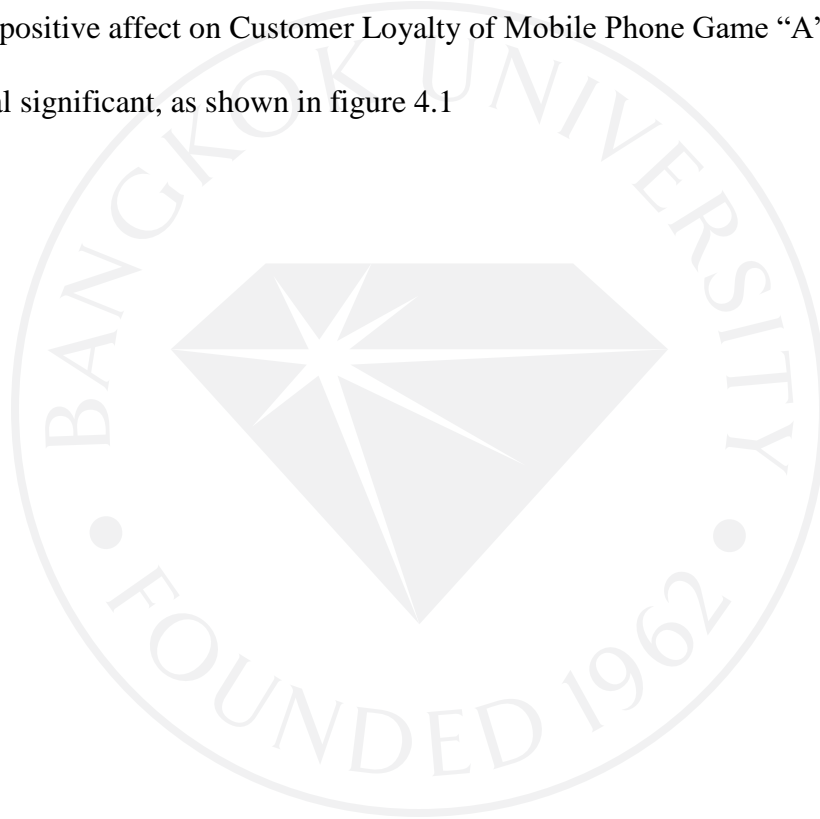 positive affect on Customer Loyalty of Mobile Phone Game “A”
al significant, as shown in figure 4.1
BANGKOK UNIVERSITY
FOUNDED 1962